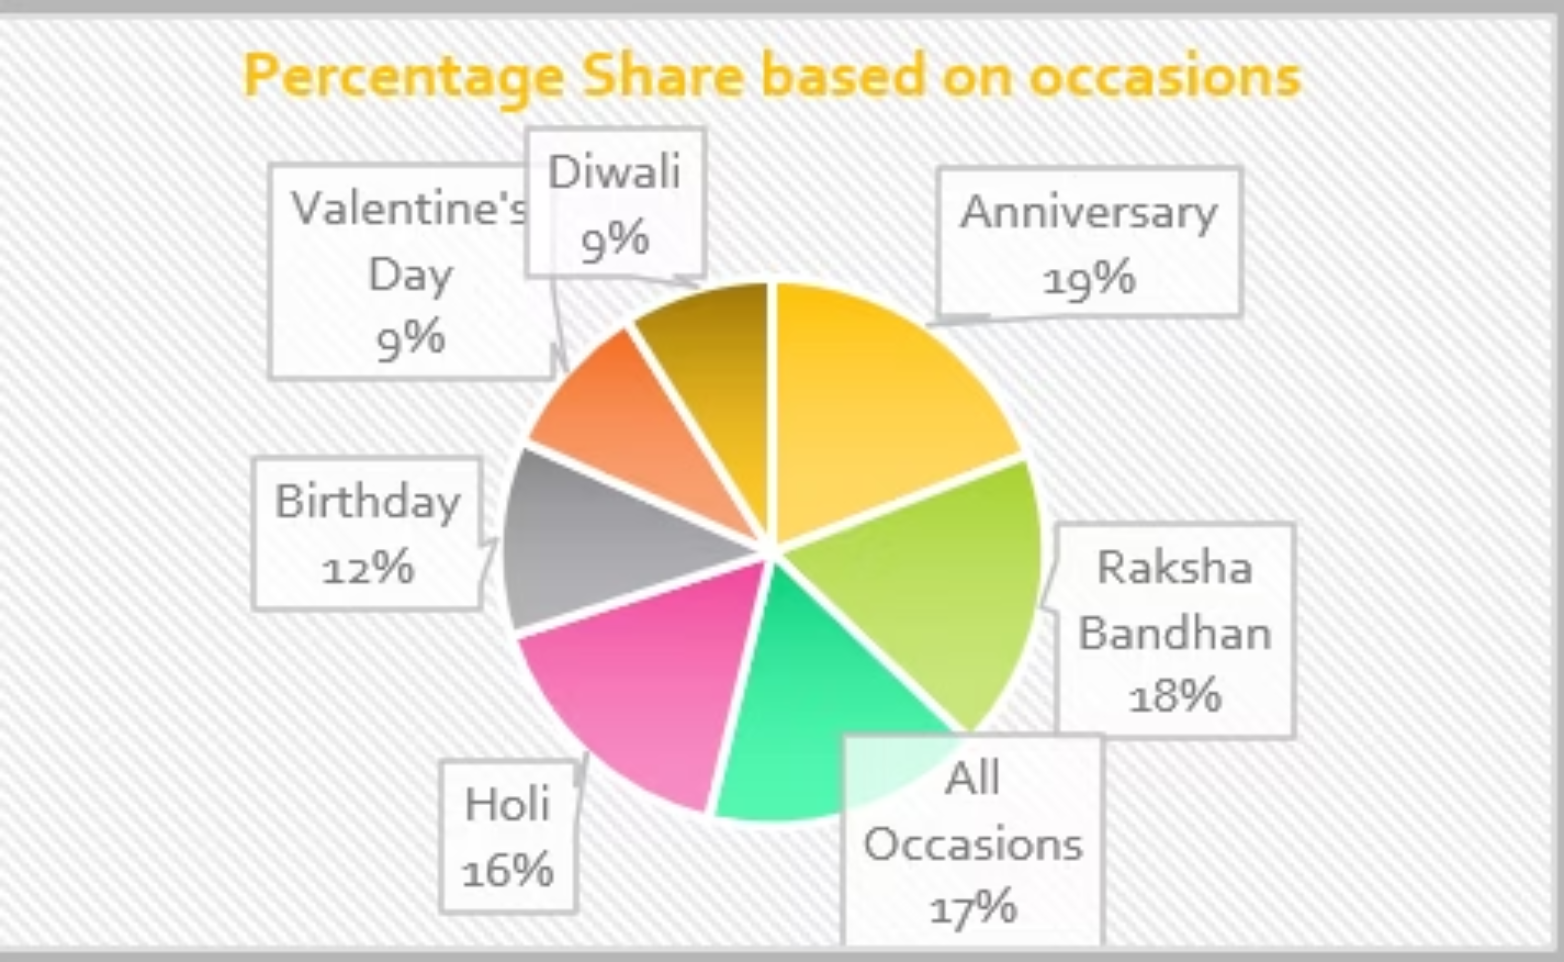 Percentage Share based on occasions
Diwali
9%
Valentine's
Day
9%
Anniversary
19%
Birthday
12%
Raksha
Bandhan
18%
Holi
16%
All
Occasions
17%